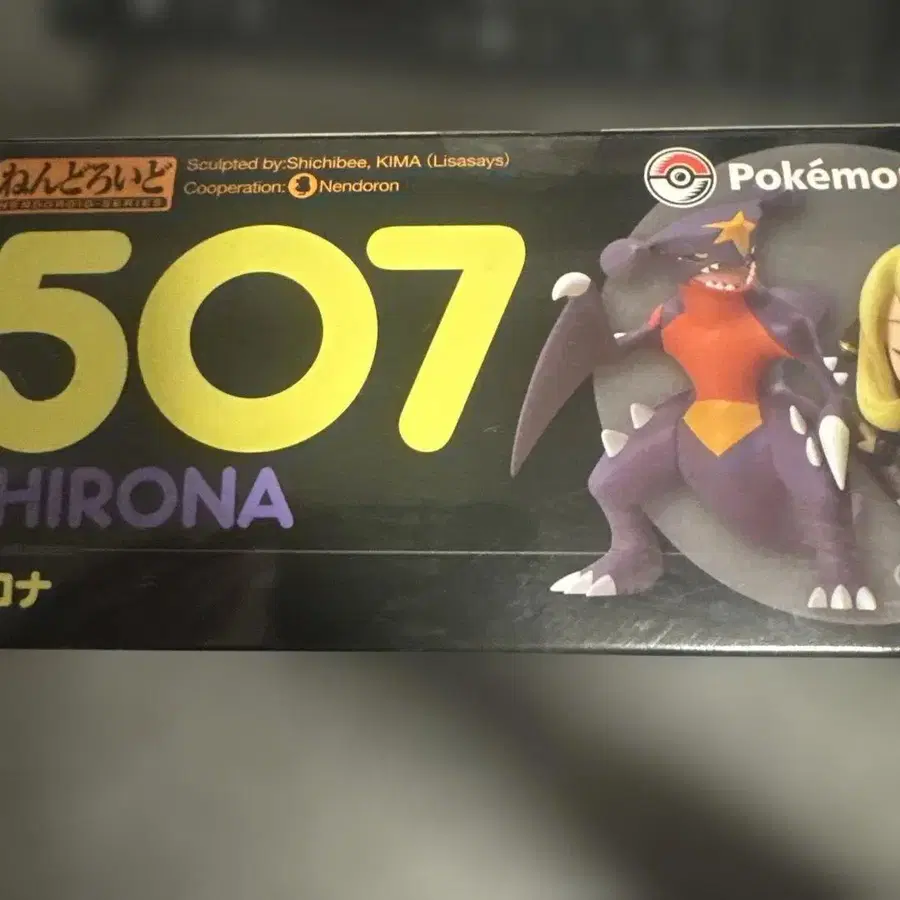 ねんどろいど
NENDOROID-SERIES
Sculpted by:Shichibee, KIMA (Lisasays)
Cooperation: Nendoron
Pokémo
507
HIRONA
ロナ